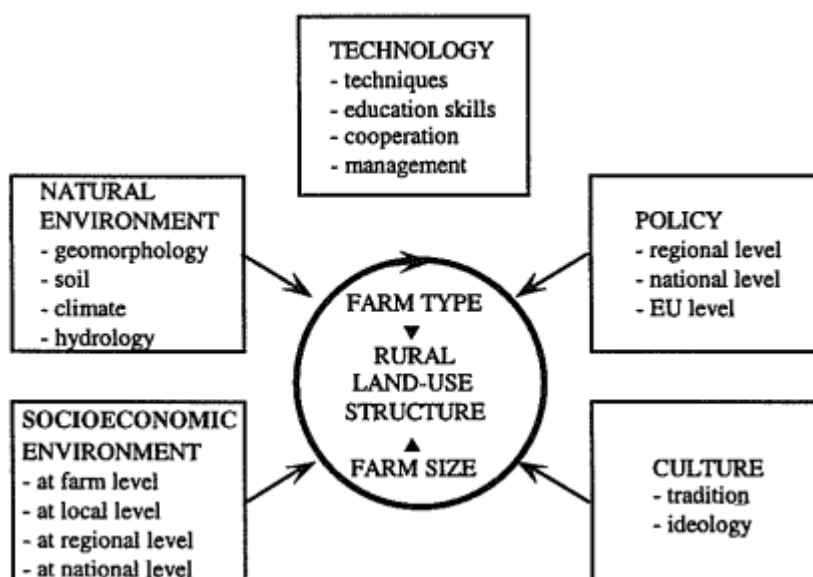 TECHNOLOGY
- techniques
- education skills
- cooperation
- management
NATURAL
ENVIRONMENT
- geomorphology
- soil
- climate
- hydrology
POLICY
- regional level
- national level
- EU level
FARM TYPE
RURAL
LAND-USE
STRUCTURE
FARM SIZE
SOCIOECONOMIC
ENVIRONMENT
- at farm level
- at local level
- at regional level
- at national level
CULTURE
- tradition
- ideology